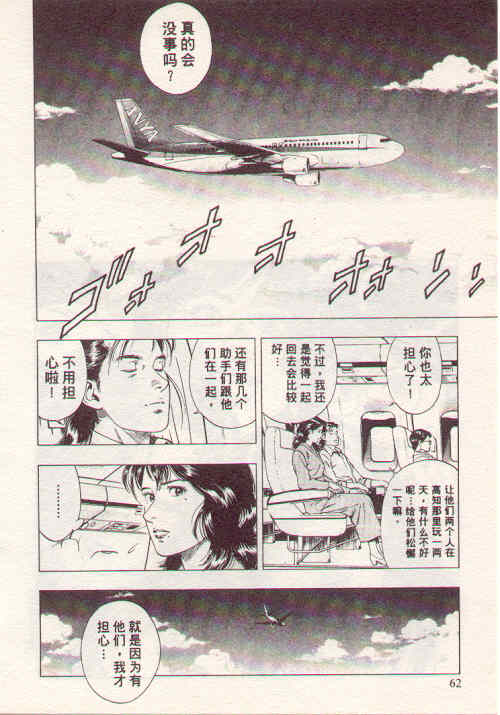 真的会
没事吗？
IVYA
ゴォォォォォン
你也太
担心了！
不过，我还
是觉得一起
回去会比较
好…
让他们两个人在
高知那里玩一两
天，有什么不好
呢…给他们松懈
一下嘛。
还有那几个
助手们跟他
们在一起，
不用担
心啦！
………
就是因为有
他们，我才
担心…
62